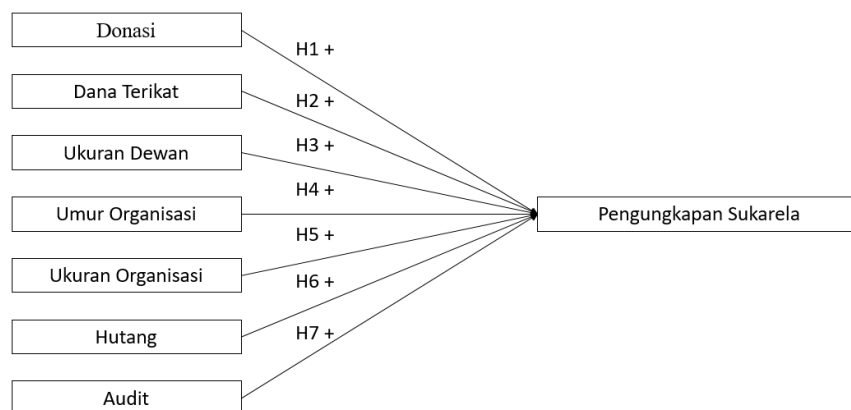 Donasi
H1 +
Dana Terikat
H2 +
Ukuran Dewan
H3 +
Umur Organisasi
H4 +
Pengungkapan Sukarela
Ukuran Organisasi
H5 +
Hutang
H6 +
Audit
H7 +